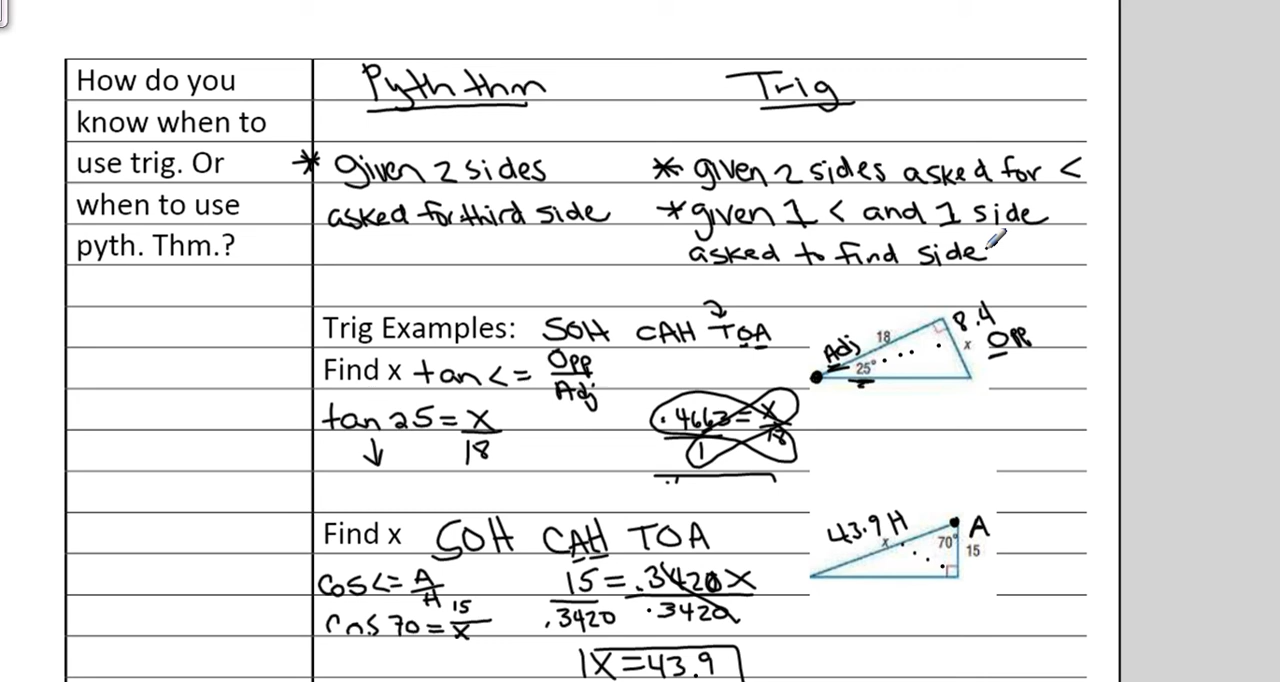 How do you
know when to
use trig. Or
when to use
pyth. Thm.?
Pyth thm
* given 2 sides
asked for third side
Trig
* given 2 sides asked for <
* given 1 < and 1 side
asked to find side
Trig Examples: SOH CAH TOA
Find x tan < = Opp/Adj
tan 25 = x/18
.4663 = x/18
1
Adj 18 8.4
25° x Opp
Find x SOH CAH TOA
cos < = A/H
cos 70 = 15/x
15 = .3420x
.3420 .3420
1x = 43.9
43.9 H A
x 70° 15